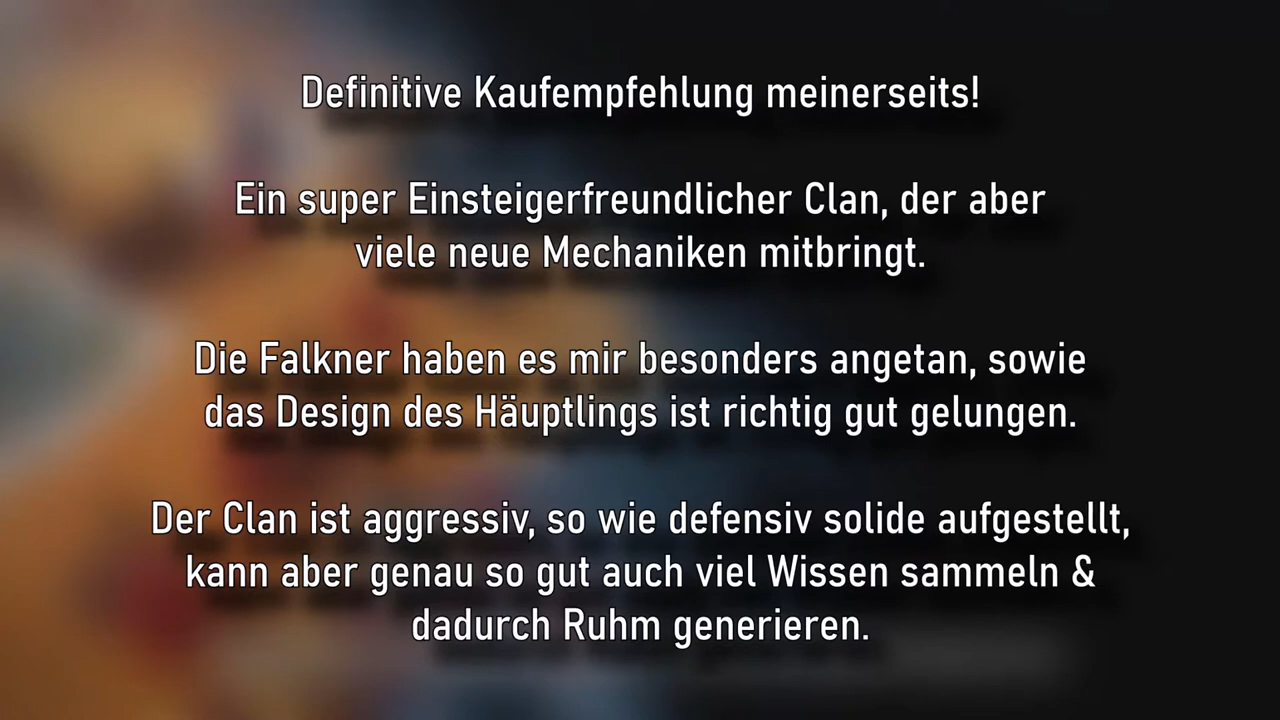 Definitive Kaufempfehlung meinerseits!
Ein super Einsteigerfreundlicher Clan, der aber
viele neue Mechaniken mitbringt.
Die Falkner haben es mir besonders angetan, sowie
das Design des Häuptlings ist richtig gut gelungen.
Der Clan ist aggressiv, so wie defensiv solide aufgestellt,
kann aber genau so gut auch viel Wissen sammeln &
dadurch Ruhm generieren.